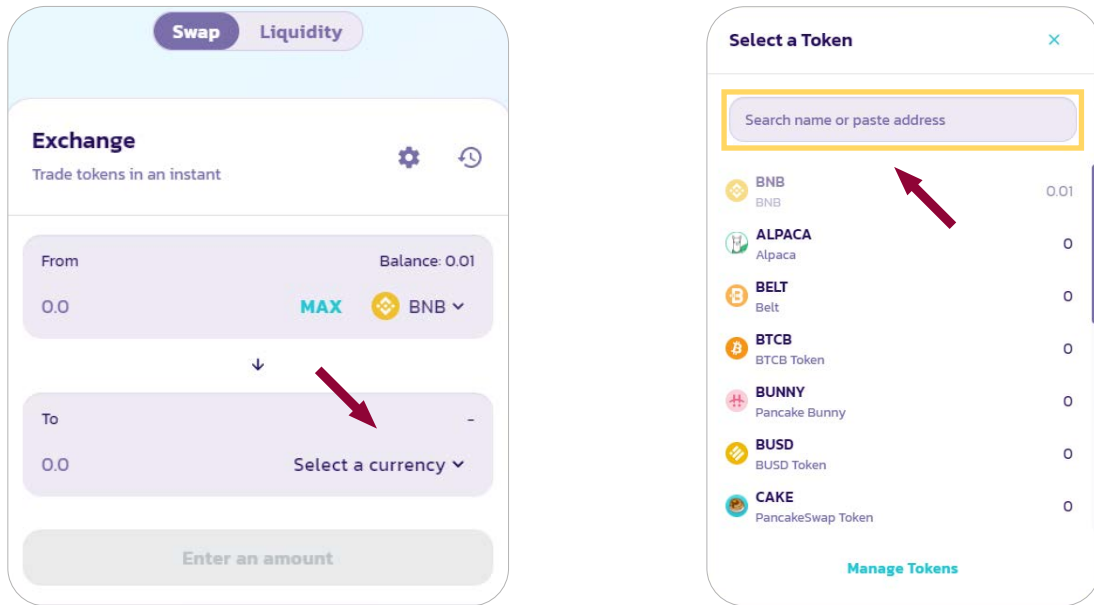 Swap Liquidity
Exchange
Trade tokens in an instant
From Balance: 0.01
0.0 MAX BNB
To -
0.0 Select a currency
Enter an amount
Select a Token
Search name or paste address
BNB 0.01
BNB
ALPACA 0
Alpaca
BELT 0
Belt
BTCB 0
BTCB Token
BUNNY 0
Pancake Bunny
BUSD 0
BUSD Token
CAKE 0
PancakeSwap Token
Manage Tokens